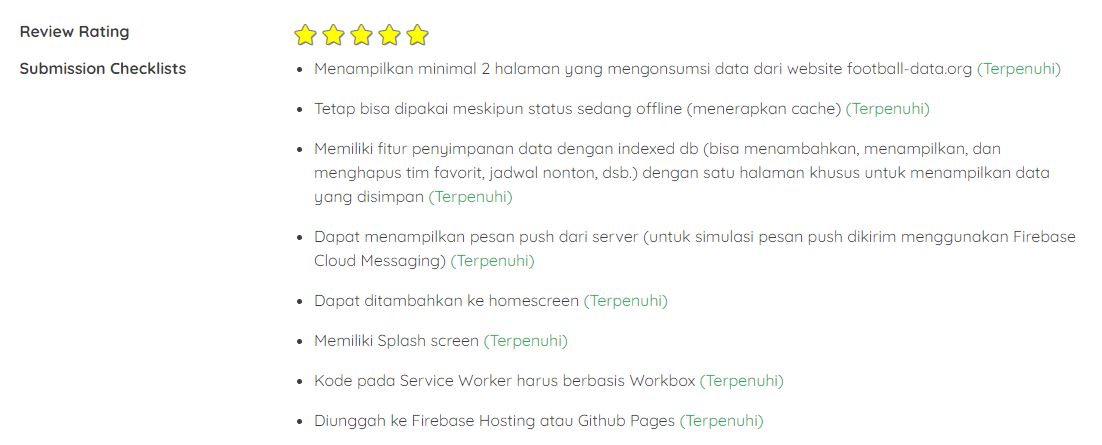 Review Rating
Submission Checklists
Menampilkan minimal 2 halaman yang mengonsumsi data dari website football-data.org (Terpenuhi)
Tetap bisa dipakai meskipun status sedang offline (menerapkan cache) (Terpenuhi)
Memiliki fitur penyimpanan data dengan indexed db (bisa menambahkan, menampilkan, dan
menghapus tim favorit, jadwal nonton, dsb.) dengan satu halaman khusus untuk menampilkan data
yang disimpan (Terpenuhi)
Dapat menampilkan pesan push dari server (untuk simulasi pesan push dikirim menggunakan Firebase
Cloud Messaging) (Terpenuhi)
Dapat ditambahkan ke homescreen (Terpenuhi)
Memiliki Splash screen (Terpenuhi)
Kode pada Service Worker harus berbasis Workbox (Terpenuhi)
Diunggah ke Firebase Hosting atau Github Pages (Terpenuhi)